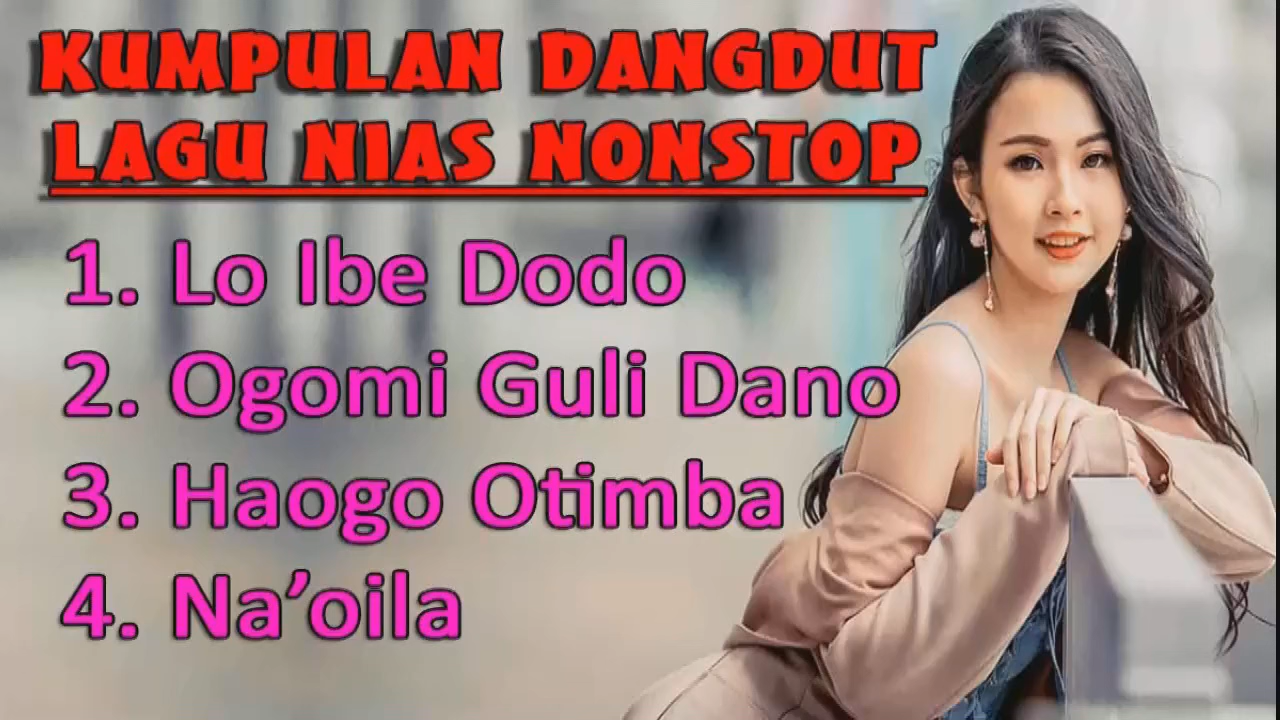 KUMPULAN DANGDUT
LAGU NIAS NONSTOP
1. Lo Ibe Dodo
2. Ogomi Guli Dano
3. Haogo Otimba
4. Na’oila